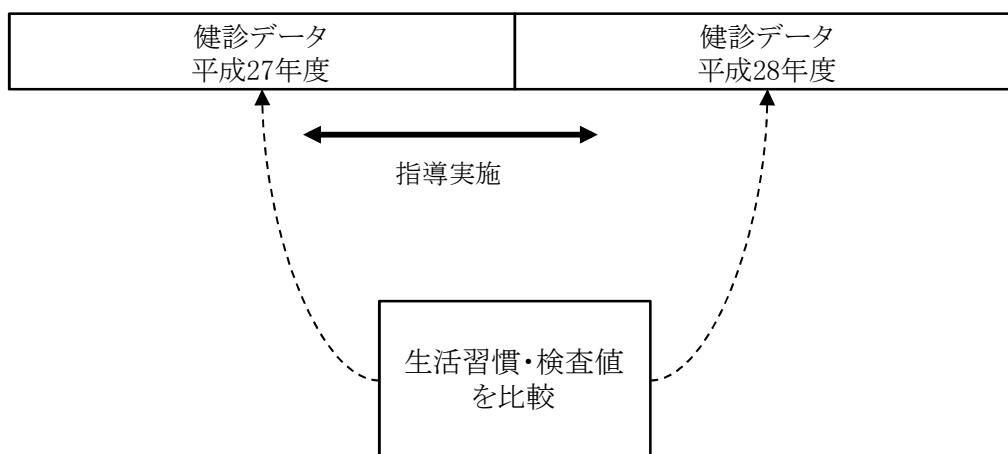 健診データ
平成27年度
健診データ
平成28年度
指導実施
生活習慣・検査値
を比較